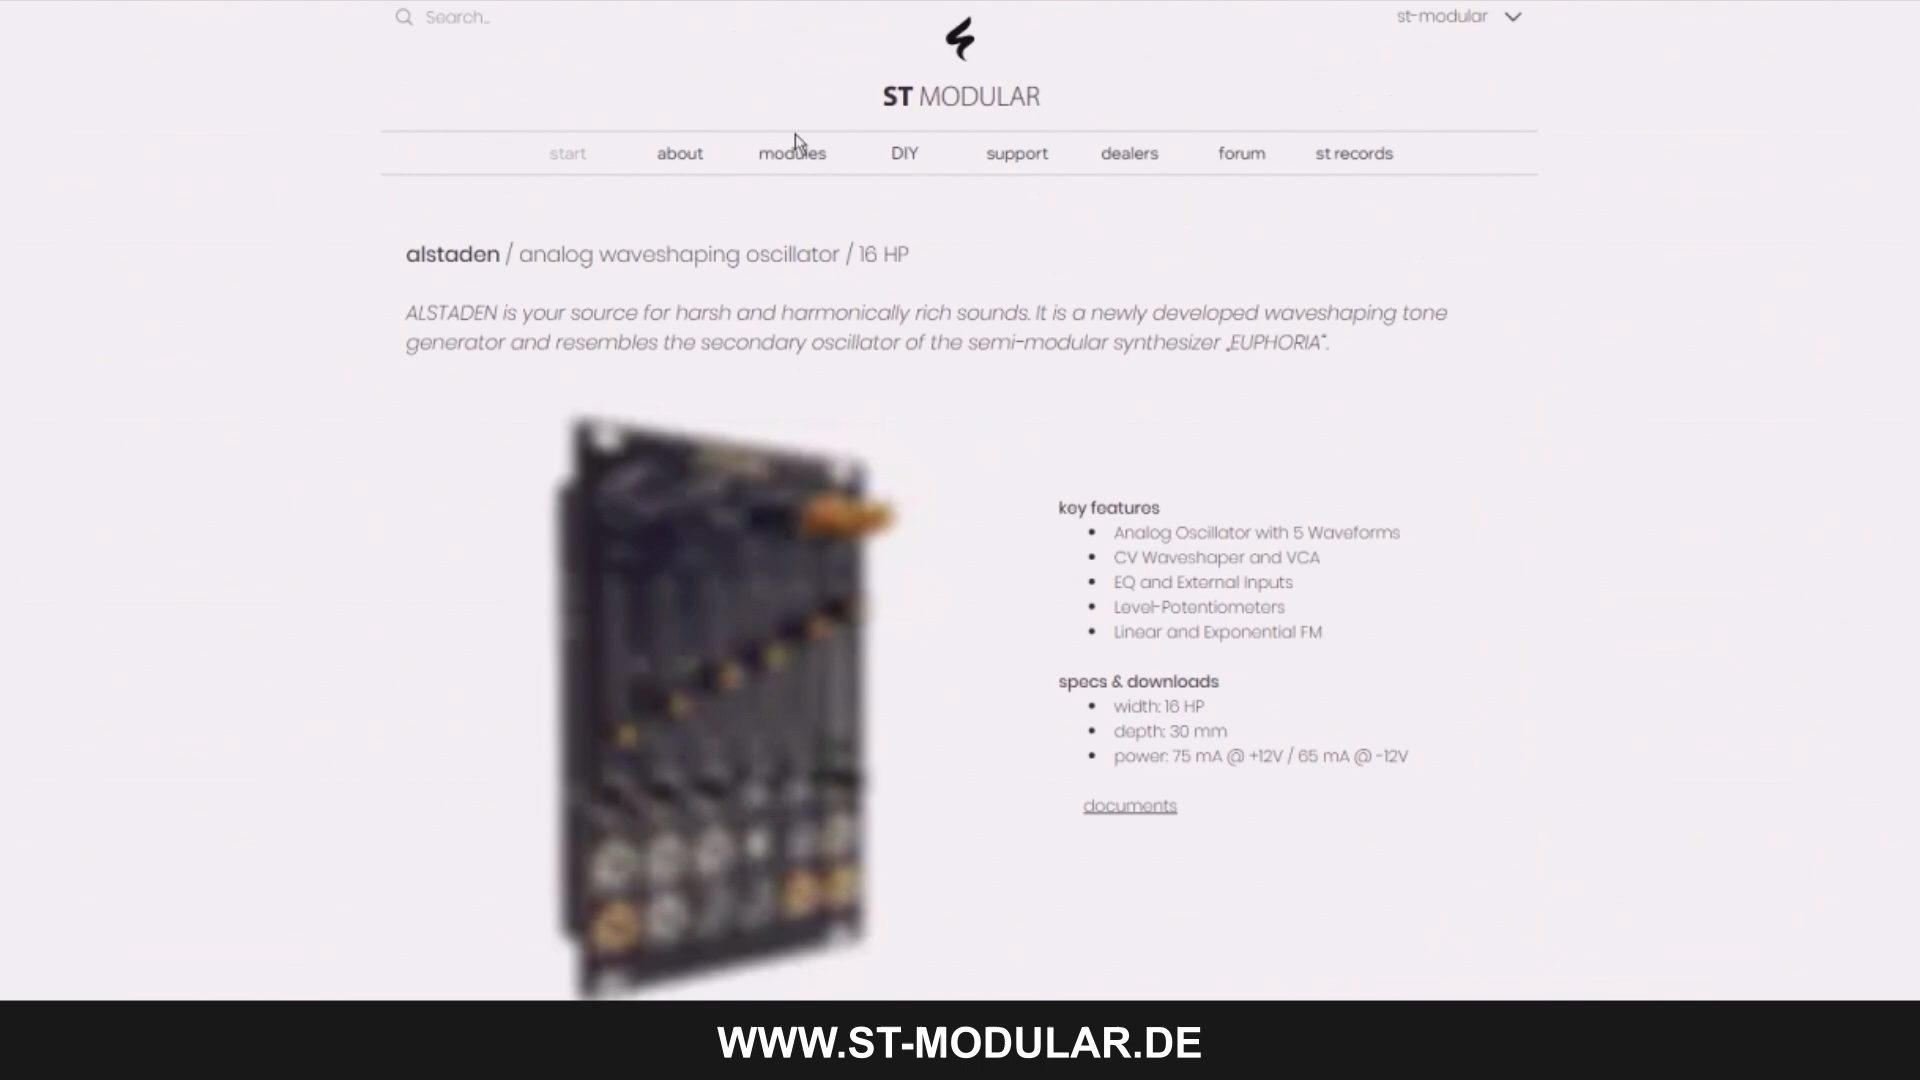 Search...
st-modular
ST MODULAR
start about modules DIY support dealers forum st records
alstaden / analog waveshaping oscillator / 16 HP
ALSTADEN is your source for harsh and harmonically rich sounds. It is a newly developed waveshaping tone
generator and resembles the secondary oscillator of the semi-modular synthesizer „EUPHORIA“.
key features
• Analog Oscillator with 5 Waveforms
• CV Waveshaper and VCA
• EQ and External Inputs
• Level-Potentiometers
• Linear and Exponential FM
specs & downloads
• width: 16 HP
• depth: 30 mm
• power: 75 mA @ +12V / 65 mA @ -12V
documents
WWW.ST-MODULAR.DE